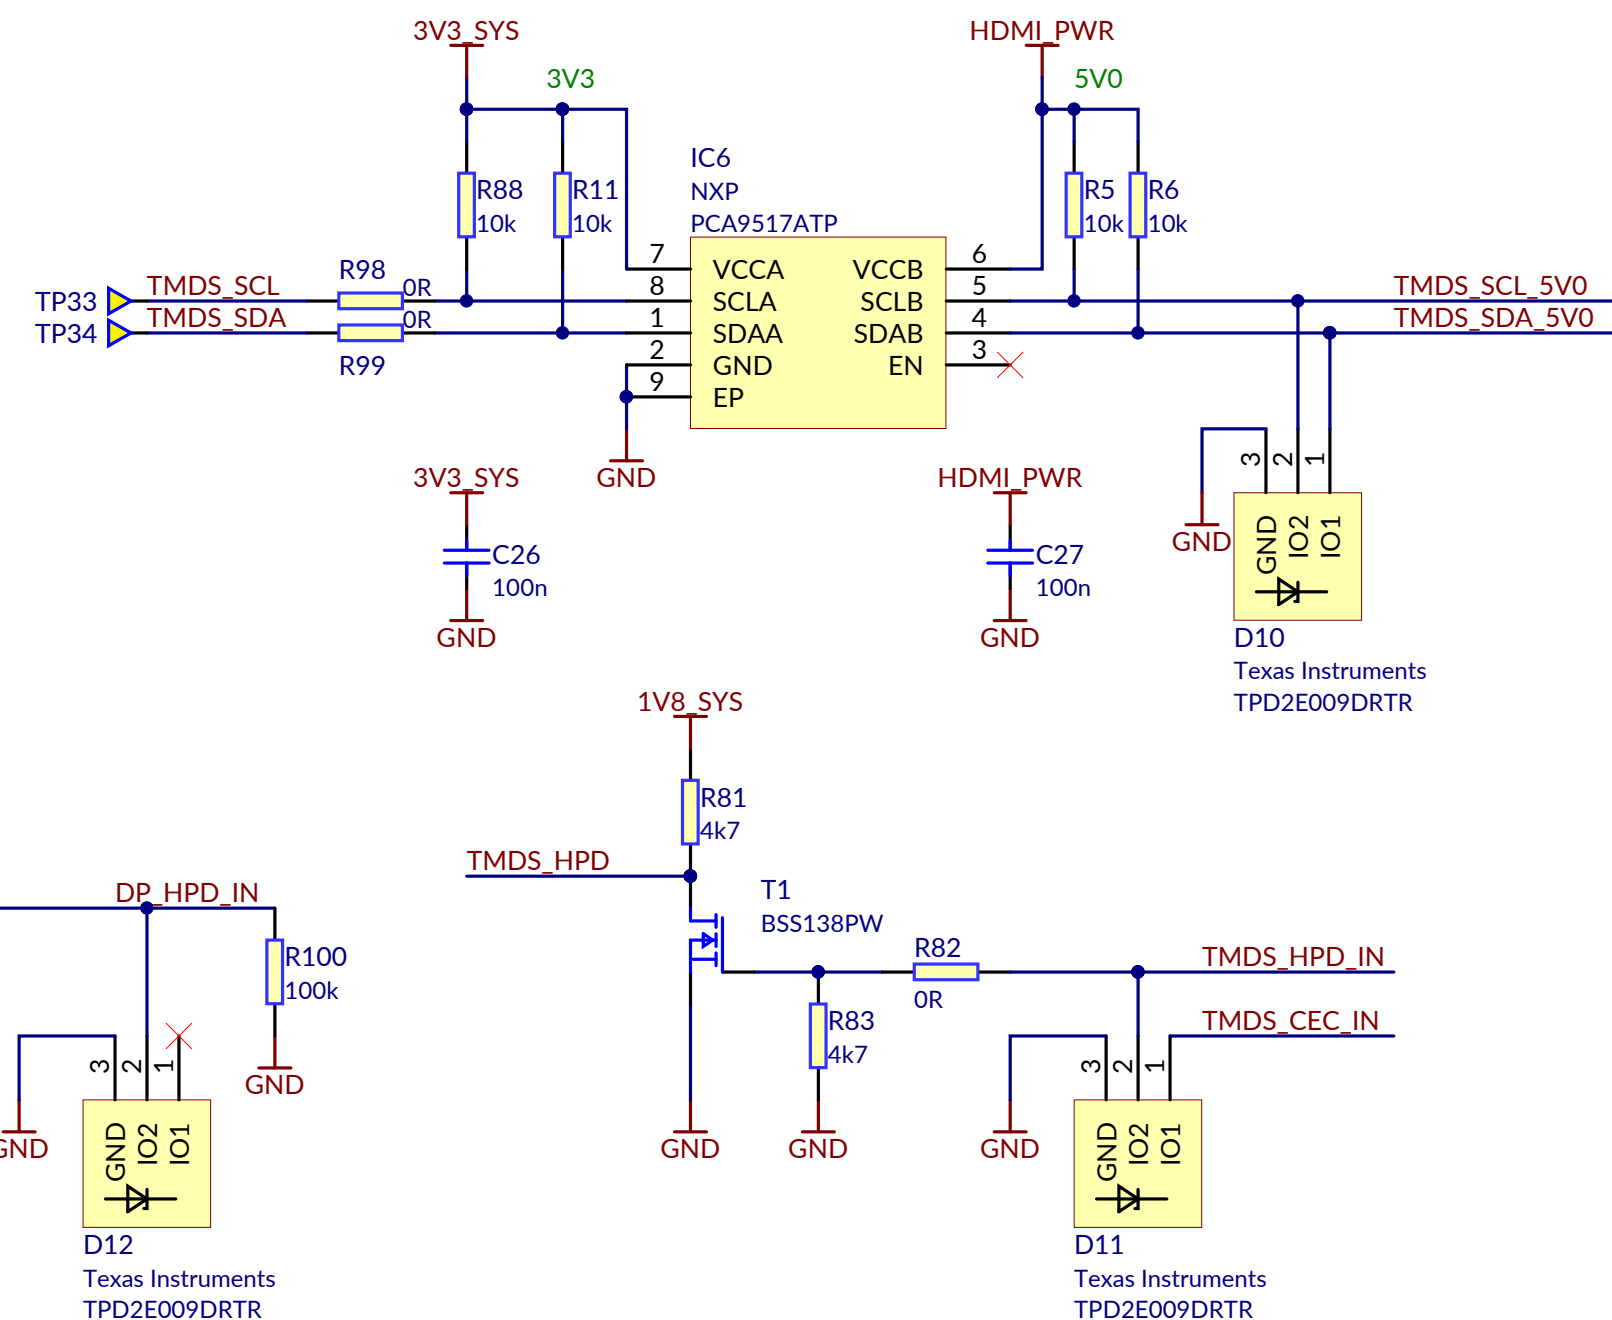 3V3_SYS
HDMI_PWR
3V3
5V0
IC6
NXP
PCA9517ATP
R88
10k
R11
10k
R5
10k
R6
10k
TP33
TMDS_SCL
R98
0R
TP34
TMDS_SDA
0R
R99
7
VCCA
8
SCLA
1
SDAA
2
GND
9
EP
VCCB
6
SCLB
5
SDAB
4
EN
3
TMDS_SCL_5V0
TMDS_SDA_5V0
GND
3V3_SYS
C26
100n
GND
HDMI_PWR
C27
100n
GND
GND
3
2
1
GND
IO2
IO1
D10
Texas Instruments
TPD2E009DRTR
1V8_SYS
R81
4k7
TMDS_HPD
T1
BSS138PW
R82
0R
TMDS_HPD_IN
TMDS_CEC_IN
R83
4k7
GND
GND
GND
3
2
1
GND
IO2
IO1
D11
Texas Instruments
TPD2E009DRTR
DP_HPD_IN
R100
100k
GND
GND
3
2
1
GND
IO2
IO1
D12
Texas Instruments
TPD2E009DRTR